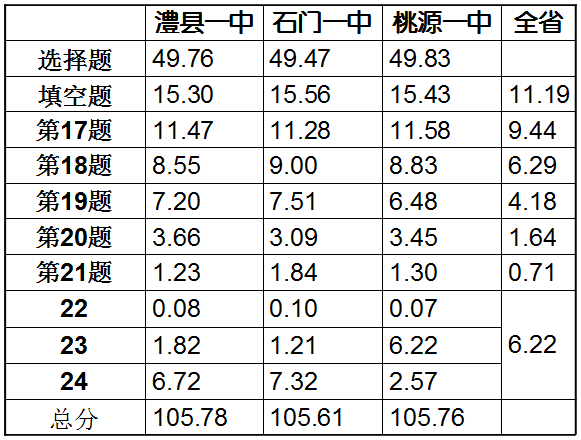 澧县一中 石门一中 桃源一中 全省
选择题 49.76 49.47 49.83
填空题 15.30 15.56 15.43 11.19
第17题 11.47 11.28 11.58 9.44
第18题 8.55 9.00 8.83 6.29
第19题 7.20 7.51 6.48 4.18
第20题 3.66 3.09 3.45 1.64
第21题 1.23 1.84 1.30 0.71
22 0.08 0.10 0.07
23 1.82 1.21 6.22 6.22
24 6.72 7.32 2.57
总分 105.78 105.61 105.76